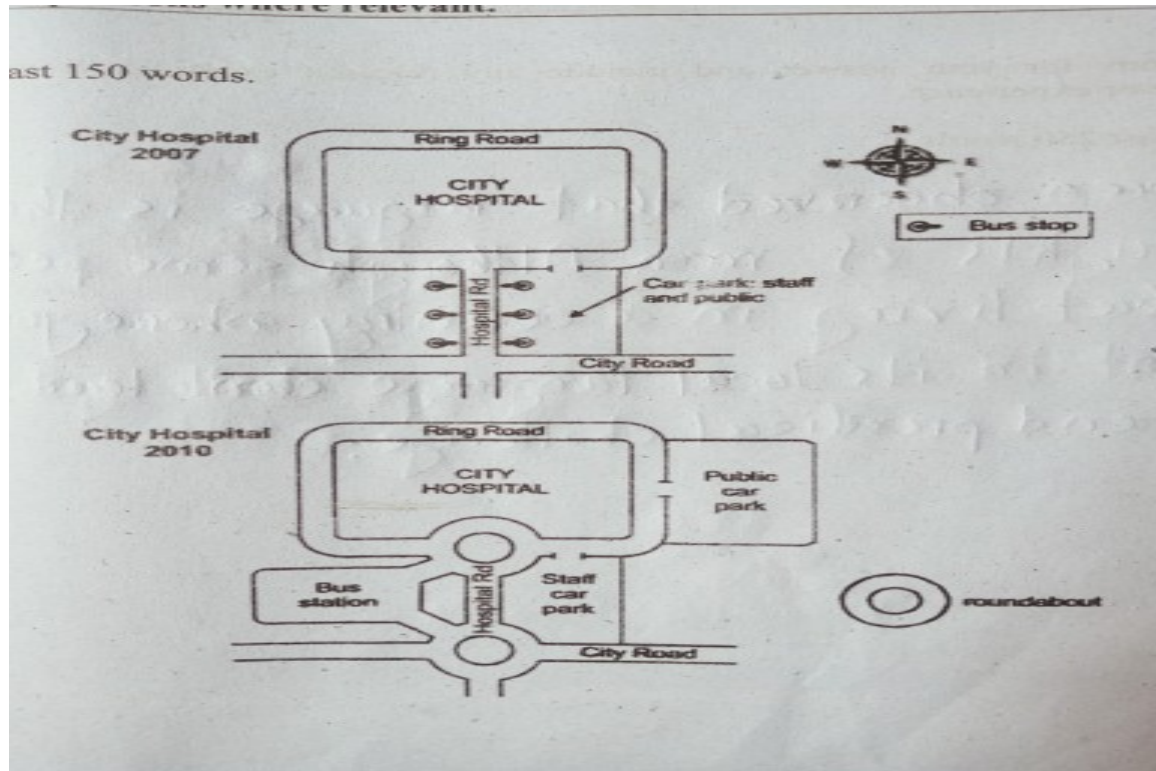 where relevant.
ast 150 words.
City Hospital
2007
Ring Road
CITY
HOSPITAL
N
W
E
S
Bus stop
Hospital Rd
Car park: staff
and public
City Road
City Hospital
2010
Ring Road
CITY
HOSPITAL
Public
car
park
Bus
station
Hospital Rd
Staff
car
park
roundabout
City Road